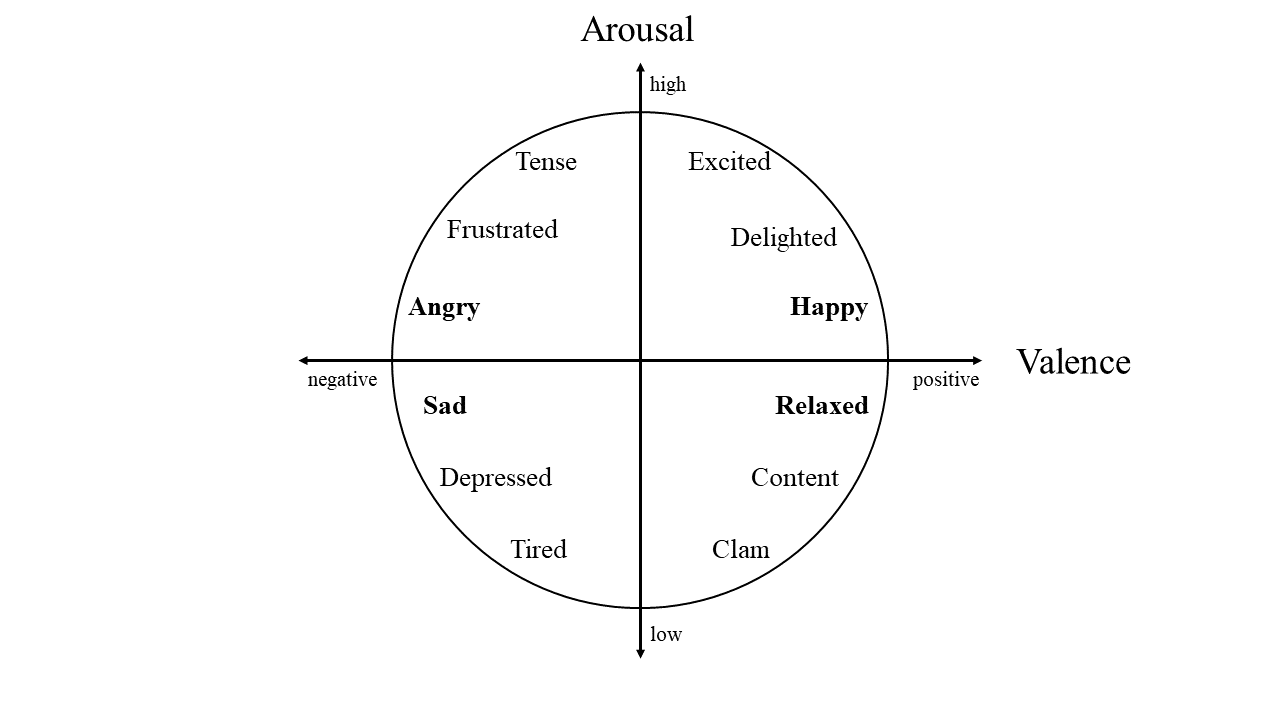 Arousal
high
Tense
Excited
Frustrated
Delighted
Angry
Happy
Valence
negative
positive
Sad
Relaxed
Depressed
Content
Tired
Clam
low